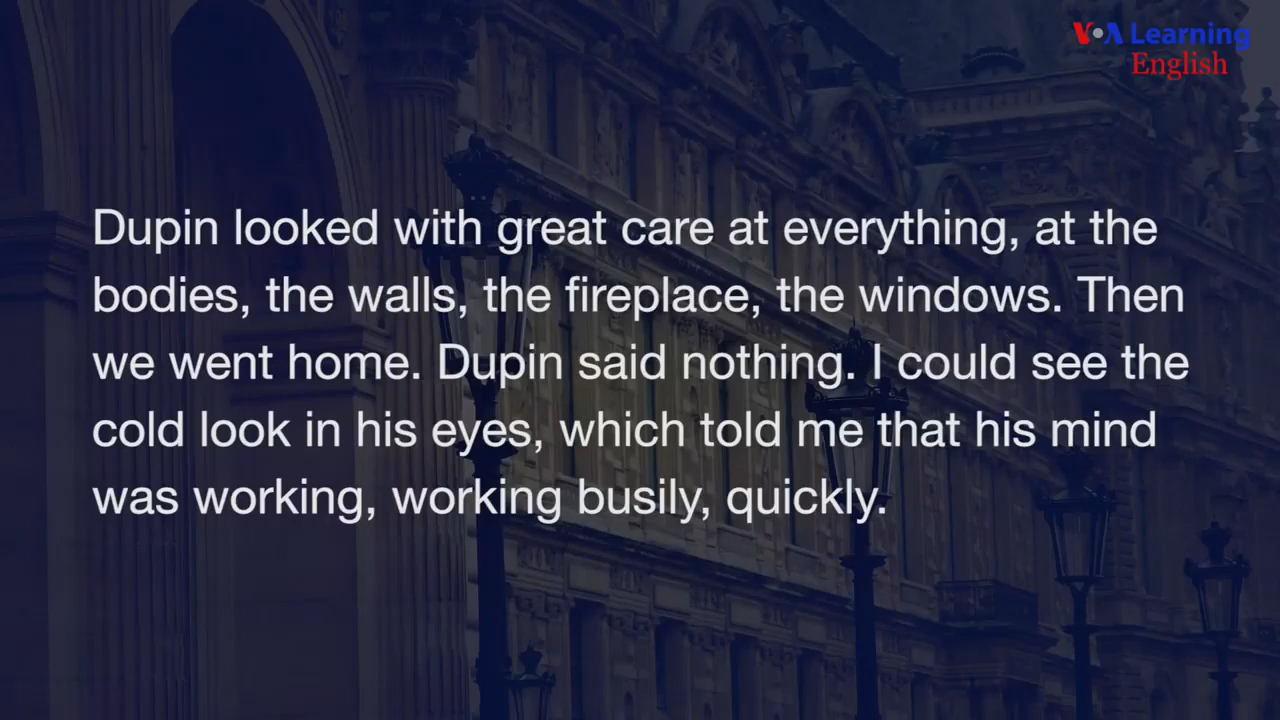 VOA Learning
English
Dupin looked with great care at everything, at the
bodies, the walls, the fireplace, the windows. Then
we went home. Dupin said nothing. I could see the
cold look in his eyes, which told me that his mind
was working, working busily, quickly.